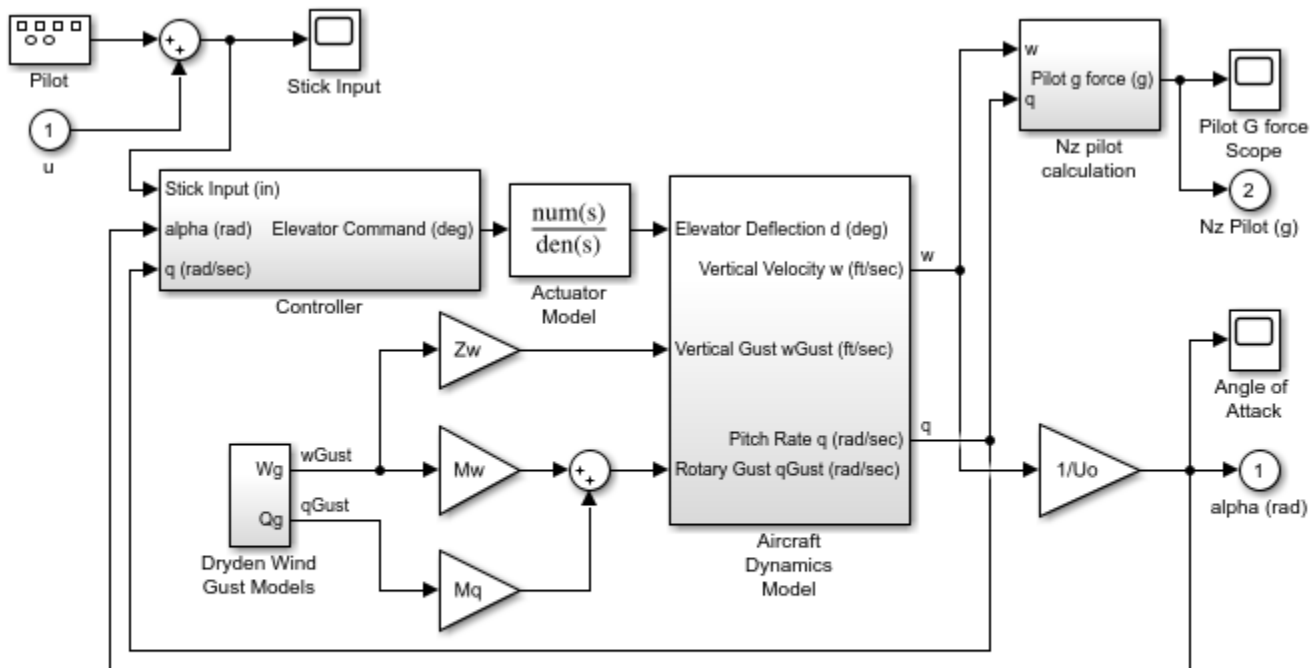 Pilot
+
+
Stick Input
1
u
Stick Input (in)
alpha (rad)
Elevator Command (deg)
q (rad/sec)
Controller
num(s)
den(s)
Actuator
Model
Elevator Deflection d (deg)
Vertical Velocity w (ft/sec)
Vertical Gust wGust (ft/sec)
Pitch Rate q (rad/sec)
Rotary Gust qGust (rad/sec)
Aircraft
Dynamics
Model
w
q
w
Pilot g force (g)
q
Nz pilot
calculation
Pilot G force
Scope
2
Nz Pilot (g)
Angle of
Attack
1/Uo
1
alpha (rad)
Zw
Mw
Mq
+
+
Wg
wGust
Qg
qGust
Dryden Wind
Gust Models